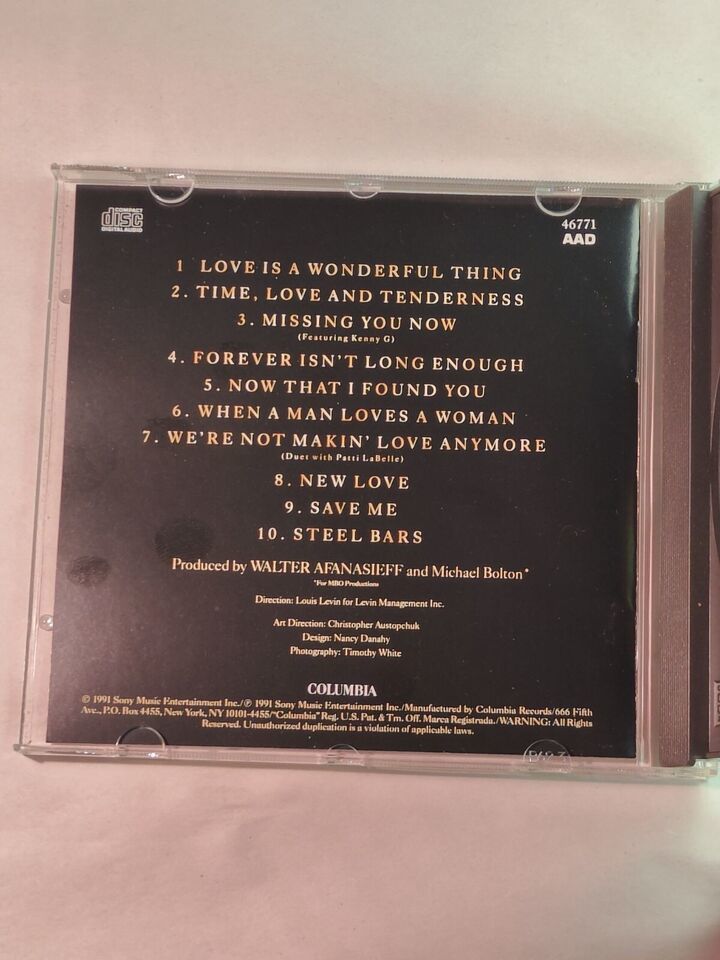 COMPACT
disc
DIGITAL AUDIO
46771
AAD
1 LOVE IS A WONDERFUL THING
2. TIME, LOVE AND TENDERNESS
3. MISSING YOU NOW
(Featuring Kenny G)
4. FOREVER ISN'T LONG ENOUGH
5. NOW THAT I FOUND YOU
6. WHEN A MAN LOVES A WOMAN
7. WE'RE NOT MAKIN' LOVE ANYMORE
(Duet with Patti LaBelle)
8. NEW LOVE
9. SAVE ME
10. STEEL BARS
Produced by WALTER AFANASIEFF and Michael Bolton*
*For MBO Productions
Direction: Louis Levin for Levin Management Inc.
Art Direction: Christopher Austopchuk
Design: Nancy Danahy
Photography: Timothy White
COLUMBIA
© 1991 Sony Music Entertainment Inc./℗ 1991 Sony Music Entertainment Inc./Manufactured by Columbia Records/666 Fifth
Ave., P.O. Box 4455, New York, NY 10101-4455/"Columbia" Reg. U.S. Pat. & Tm. Off. Marca Registrada./WARNING: All Rights
Reserved. Unauthorized duplication is a violation of applicable laws.